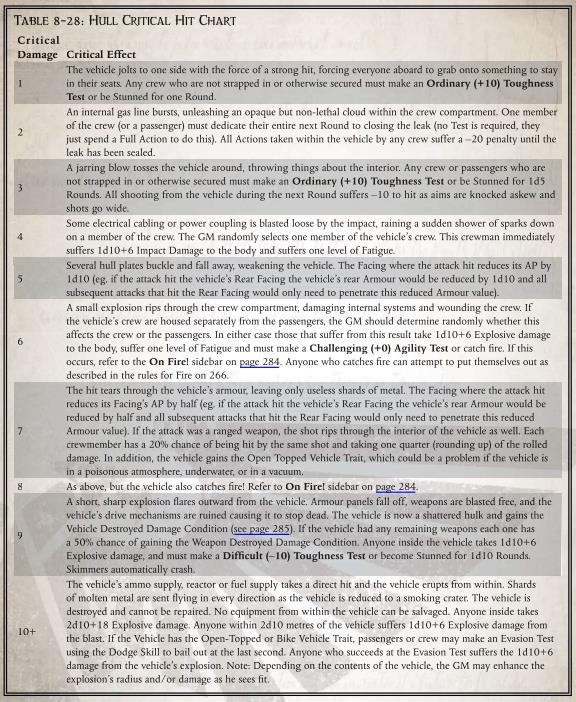 Table 8–28: Hull Critical Hit Chart
Critical
Damage Critical Effect
1 The vehicle jolts to one side with the force of a strong hit, forcing everyone aboard to grab onto something to stay
in their seats. Any crew who are not strapped in or otherwise secured must make an Ordinary (+10) Toughness
Test or be Stunned for one Round.
2 An internal gas line bursts, unleashing an opaque but non-lethal cloud within the crew compartment. One member
of the crew (or a passenger) must dedicate their entire next Round to closing the leak (no Test is required, they
just spend a Full Action to do this). All Actions taken within the vehicle by any crew suffer a –20 penalty until the
leak has been sealed.
3 A jarring blow tosses the vehicle around, throwing things about the interior. Any crew or passengers who are
not strapped in or otherwise secured must make an Ordinary (+10) Toughness Test or be Stunned for 1d5
Rounds. All shooting from the vehicle during the next Round suffers –10 to hit as aims are knocked askew and
shots go wide.
4 Some electrical cabling or power coupling is blasted loose by the impact, raining a sudden shower of sparks down
on a member of the crew. The GM randomly selects one member of the vehicle's crew. This crewman immediately
suffers 1d10+6 Impact Damage to the body and suffers one level of Fatigue.
5 Several hull plates buckle and fall away, weakening the vehicle. The Facing where the attack hit reduces its AP by
1d10 (eg. if the attack hit the vehicle's Rear Facing the vehicle's rear Armour would be reduced by 1d10 and all
subsequent attacks that hit the Rear Facing would only need to penetrate this reduced Armour value).
6 A small explosion rips through the crew compartment, damaging internal systems and wounding the crew. If
the vehicle's crew are housed separately from the passengers, the GM should determine randomly whether this
affects the crew or the passengers. In either case those that suffer from this result take 1d10+6 Explosive damage
to the body, suffer one level of Fatigue and must make a Challenging (+0) Agility Test or catch fire. If this
occurs, refer to the On Fire! sidebar on page 284. Anyone who catches fire can attempt to put themselves out as
described in the rules for Fire on 266.
7 The hit tears through the vehicle's armour, leaving only useless shards of metal. The Facing where the attack hit
reduces its Facing's AP by half (eg. if the attack hit the vehicle's Rear Facing the vehicle's rear Armour would be
reduced by half and all subsequent attacks that hit the Rear Facing would only need to penetrate this reduced
Armour value). If the attack was a ranged weapon, the shot rips through the interior of the vehicle as well. Each
crewmember has a 20% chance of being hit by the same shot and taking one quarter (rounding up) of the rolled
damage. In addition, the vehicle gains the Open Topped Vehicle Trait, which could be a problem if the vehicle is
in a poisonous atmosphere, underwater, or in a vacuum.
8 As above, but the vehicle also catches fire! Refer to On Fire! sidebar on page 284.
9 A short, sharp explosion flares outward from the vehicle. Armour panels fall off, weapons are blasted free, and the
vehicle's drive mechanisms are ruined causing it to stop dead. The vehicle is now a shattered hulk and gains the
Vehicle Destroyed Damage Condition (see page 285). If the vehicle had any remaining weapons each one has
a 50% chance of gaining the Weapon Destroyed Damage Condition. Anyone inside the vehicle takes 1d10+6
Explosive damage, and must make a Difficult (–10) Toughness Test or become Stunned for 1d10 Rounds.
Skimmers automatically crash.
10+ The vehicle's ammo supply, reactor or fuel supply takes a direct hit and the vehicle erupts from within. Shards
of molten metal are sent flying in every direction as the vehicle is reduced to a smoking crater. The vehicle is
destroyed and cannot be repaired. No equipment from within the vehicle can be salvaged. Anyone inside takes
2d10+18 Explosive damage. Anyone within 2d10 metres of the vehicle suffers 1d10+6 Explosive damage from
the blast. If the Vehicle has the Open-Topped or Bike Vehicle Trait, passengers or crew may make an Evasion Test
using the Dodge Skill to bail out at the last second. Anyone who succeeds at the Evasion Test suffers the 1d10+6
damage from the vehicle's explosion. Note: Depending on the contents of the vehicle, the GM may enhance the
explosion's radius and/or damage as he sees fit.